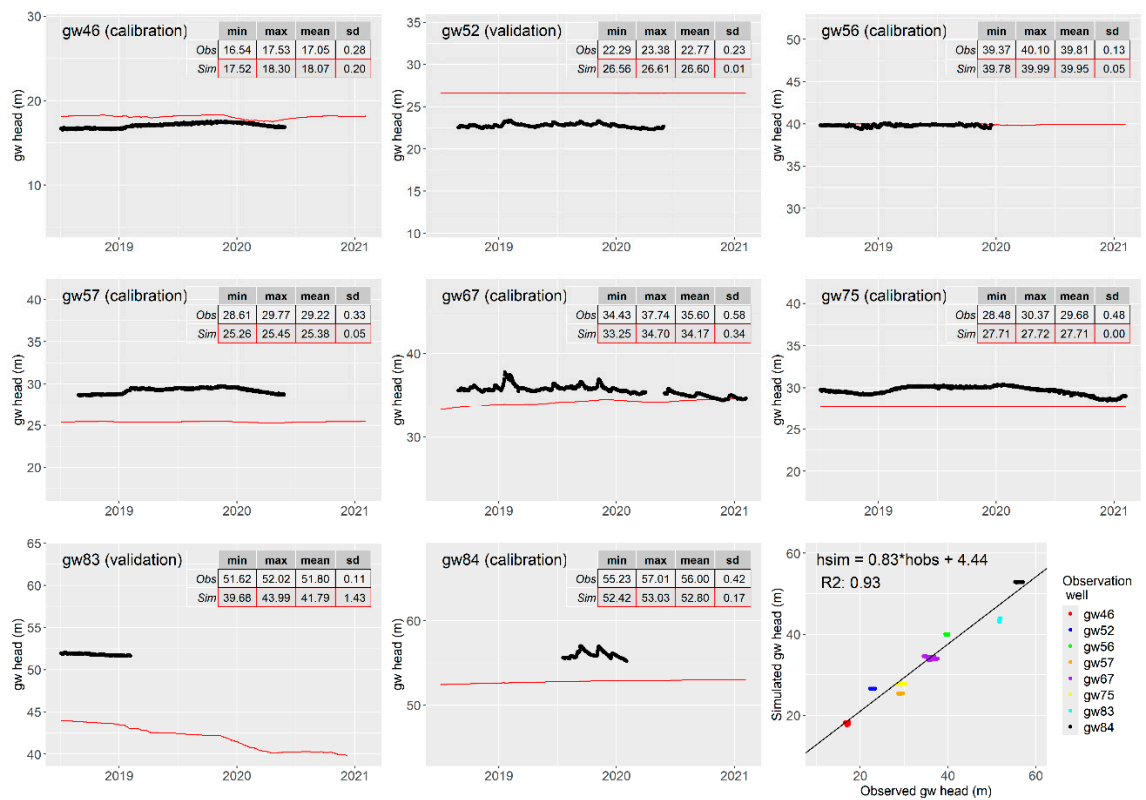 gw46 (calibration)
min max mean sd
Obs 16.54 17.53 17.05 0.28
Sim 17.52 18.30 18.07 0.20
gw head (m)
30
20
10
2019 2020 2021
gw52 (validation)
min max mean sd
Obs 22.29 23.38 22.77 0.23
Sim 26.56 26.61 26.60 0.01
gw head (m)
35
30
25
20
15
10
2019 2020 2021
gw56 (calibration)
min max mean sd
Obs 39.37 40.10 39.81 0.13
Sim 39.78 39.99 39.95 0.05
gw head (m)
50
45
40
35
30
2019 2020 2021
gw57 (calibration)
min max mean sd
Obs 28.61 29.77 29.22 0.33
Sim 25.26 25.45 25.38 0.05
gw head (m)
40
35
30
25
20
2019 2020 2021
gw67 (calibration)
min max mean sd
Obs 34.43 37.74 35.60 0.58
Sim 33.25 34.70 34.17 0.34
gw head (m)
40
30
2019 2020 2021
gw75 (calibration)
min max mean sd
Obs 28.48 30.37 29.68 0.48
Sim 27.71 27.72 27.71 0.00
gw head (m)
40
35
30
25
20
2019 2020 2021
gw83 (validation)
min max mean sd
Obs 51.62 52.02 51.80 0.11
Sim 39.68 43.99 41.79 1.43
gw head (m)
65
60
55
50
45
40
2019 2020 2021
gw84 (calibration)
min max mean sd
Obs 55.23 57.01 56.00 0.42
Sim 52.42 53.03 52.80 0.17
gw head (m)
60
50
2019 2020 2021
hsim = 0.83*hobs + 4.44
R2: 0.93
Simulated gw head (m)
60
40
20
20 40 60
Observed gw head (m)
Observation
well
gw46
gw52
gw56
gw57
gw67
gw75
gw83
gw84